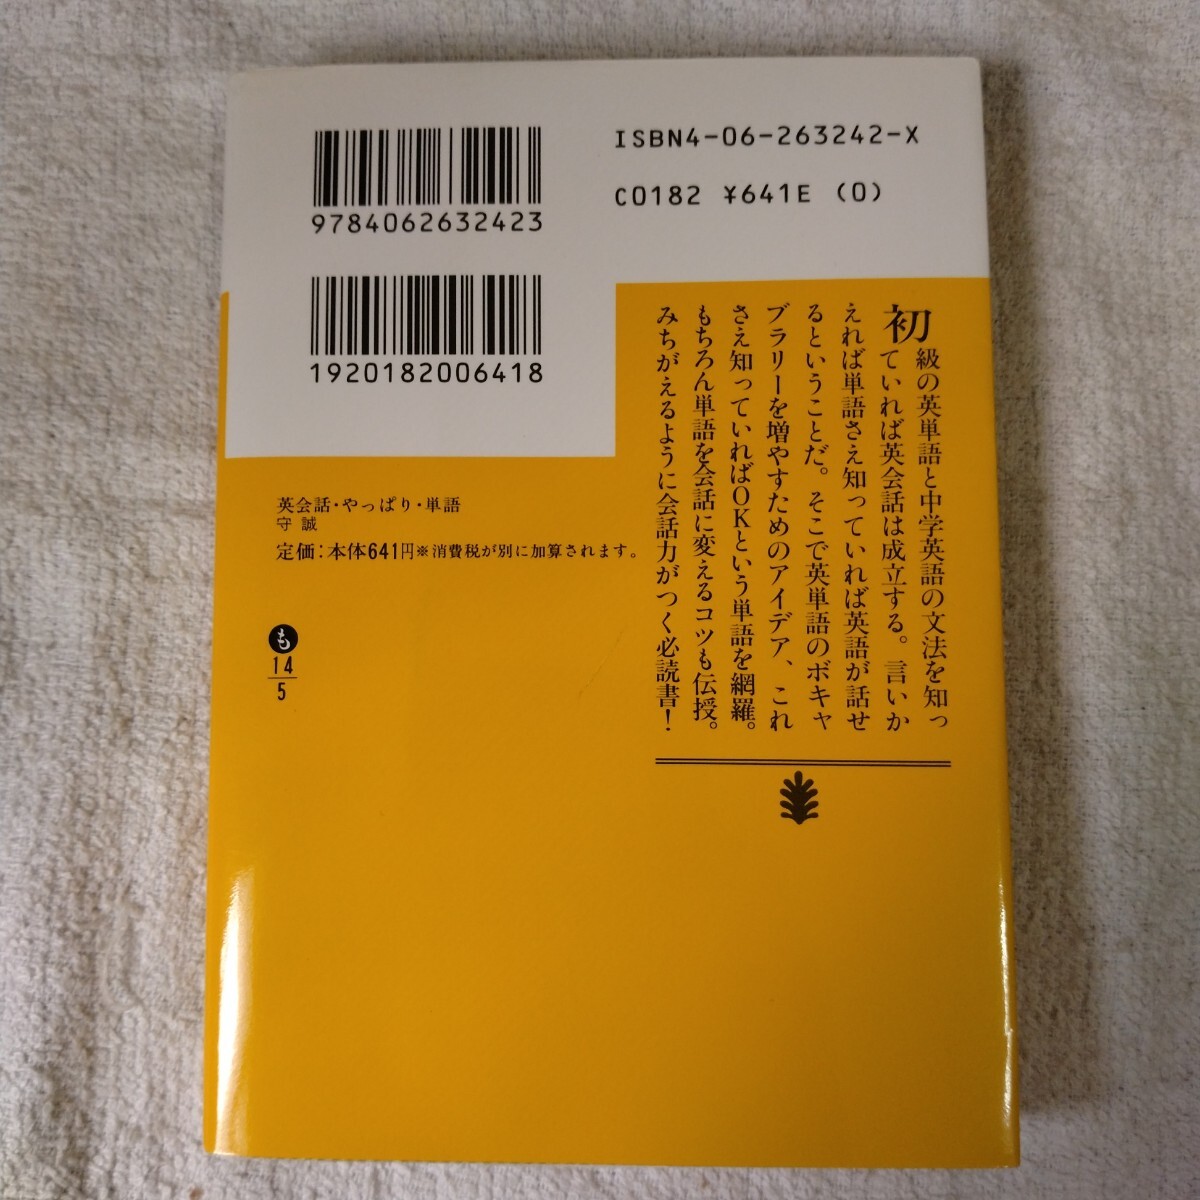 9784062632423
ISBN4-06-263242-X
C0182 ¥641E (0)
1920182006418
初級の英単語と中学英語の文法を知っ
ていれば英会話は成立する。言いか
えれば単語さえ知っていれば英語が話せ
るということだ。そこで英単語のボキャ
ブラリーを増やすためのアイデア、これ
さえ知っていればOKという単語を網羅。
もちろん単語を会話に変えるコツも伝授。
みちがえるように会話力がつく必読書！
英会話・やっぱり・単語
守 誠
定価：本体641円※消費税が別に加算されます。
も
14
5